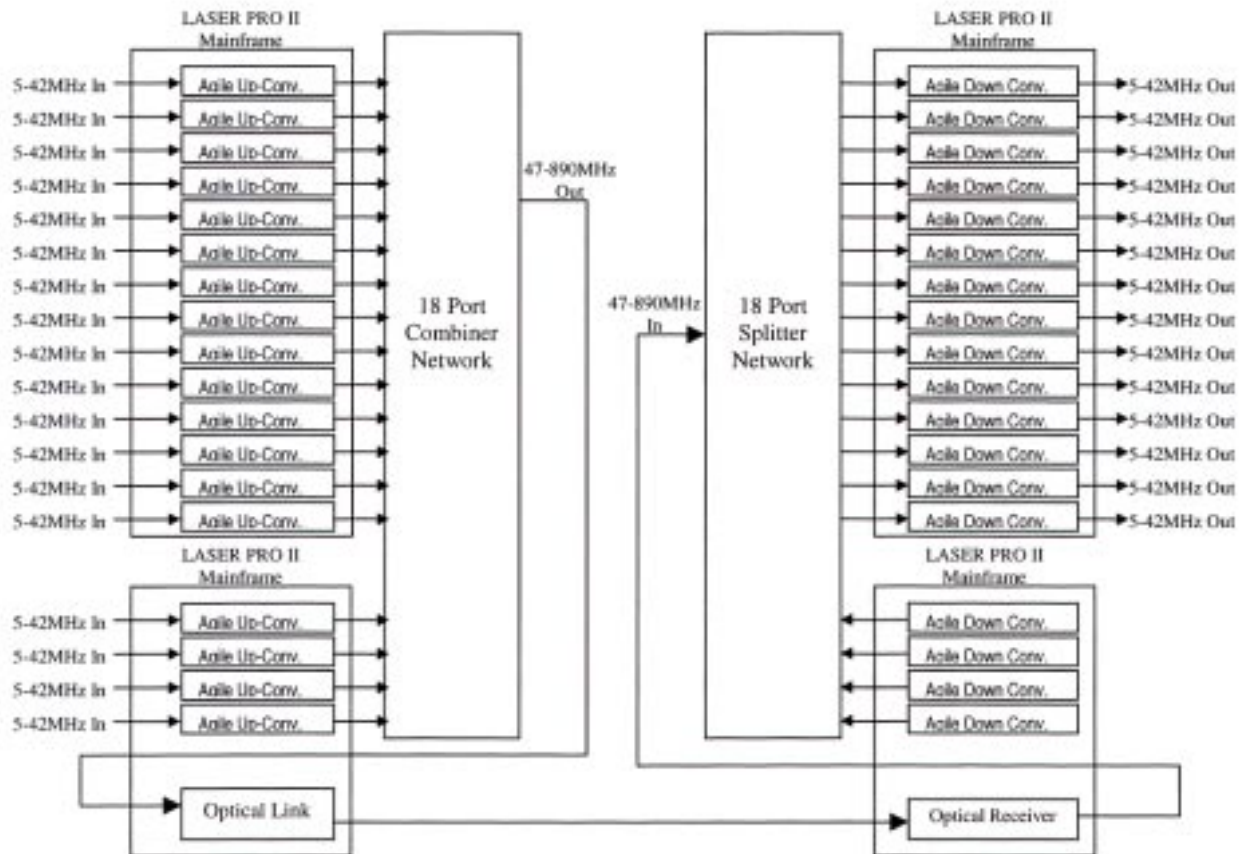 LASER PRO II
Mainframe
5-42MHz In
Agile Up-Conv.
5-42MHz In
Agile Up-Conv.
5-42MHz In
Agile Up-Conv.
5-42MHz In
Agile Up-Conv.
5-42MHz In
Agile Up-Conv.
5-42MHz In
Agile Up-Conv.
5-42MHz In
Agile Up-Conv.
5-42MHz In
Agile Up-Conv.
5-42MHz In
Agile Up-Conv.
5-42MHz In
Agile Up-Conv.
5-42MHz In
Agile Up-Conv.
5-42MHz In
Agile Up-Conv.
5-42MHz In
Agile Up-Conv.
5-42MHz In
Agile Up-Conv.
LASER PRO II
Mainframe
5-42MHz In
Agile Up-Conv.
5-42MHz In
Agile Up-Conv.
5-42MHz In
Agile Up-Conv.
5-42MHz In
Agile Up-Conv.
Optical Link
18 Port
Combiner
Network
47-890MHz
Out
47-890MHz
In
18 Port
Splitter
Network
LASER PRO II
Mainframe
Agile Down Conv.
5-42MHz Out
Agile Down Conv.
5-42MHz Out
Agile Down Conv.
5-42MHz Out
Agile Down Conv.
5-42MHz Out
Agile Down Conv.
5-42MHz Out
Agile Down Conv.
5-42MHz Out
Agile Down Conv.
5-42MHz Out
Agile Down Conv.
5-42MHz Out
Agile Down Conv.
5-42MHz Out
Agile Down Conv.
5-42MHz Out
Agile Down Conv.
5-42MHz Out
Agile Down Conv.
5-42MHz Out
Agile Down Conv.
5-42MHz Out
Agile Down Conv.
5-42MHz Out
LASER PRO II
Mainframe
Agile Down Conv.
Agile Down Conv.
Agile Down Conv.
Agile Down Conv.
Optical Receiver